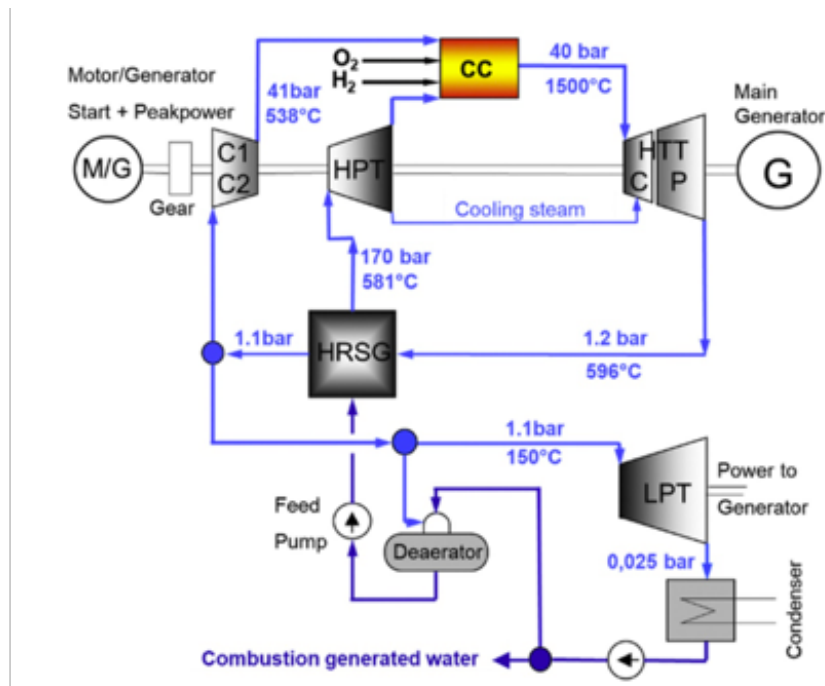 O₂
H₂
CC
40 bar
1500°C
Motor/Generator
Start + Peakpower
41bar
538°C
Main
Generator
M/G
C1
C2
HPT
HTT
C P
G
Gear
Cooling steam
170 bar
581°C
1.1bar
HRSG
1.2 bar
596°C
1.1bar
150°C
LPT
Power to
Generator
Feed
Pump
Deaerator
0,025 bar
Condenser
Combustion generated water